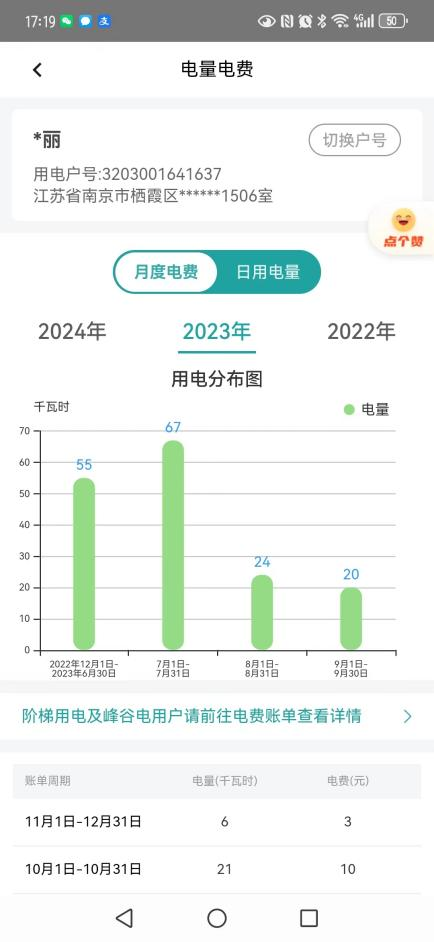 17:19 4G 50
电量电费
*丽
切换户号
用电户号:3203001641637
江苏省南京市栖霞区******1506室
点个赞
月度电费 日用电量
2024年 2023年 2022年
用电分布图
千瓦时 电量
70
60
50
40
30
20
10
0
55 67 24 20
2022年12月1日-2023年6月30日
7月1日-7月31日
8月1日-8月31日
9月1日-9月30日
阶梯用电及峰谷电用户请前往电费账单查看详情
账单周期 电量(千瓦时) 电费(元)
11月1日-12月31日 6 3
10月1日-10月31日 21 10